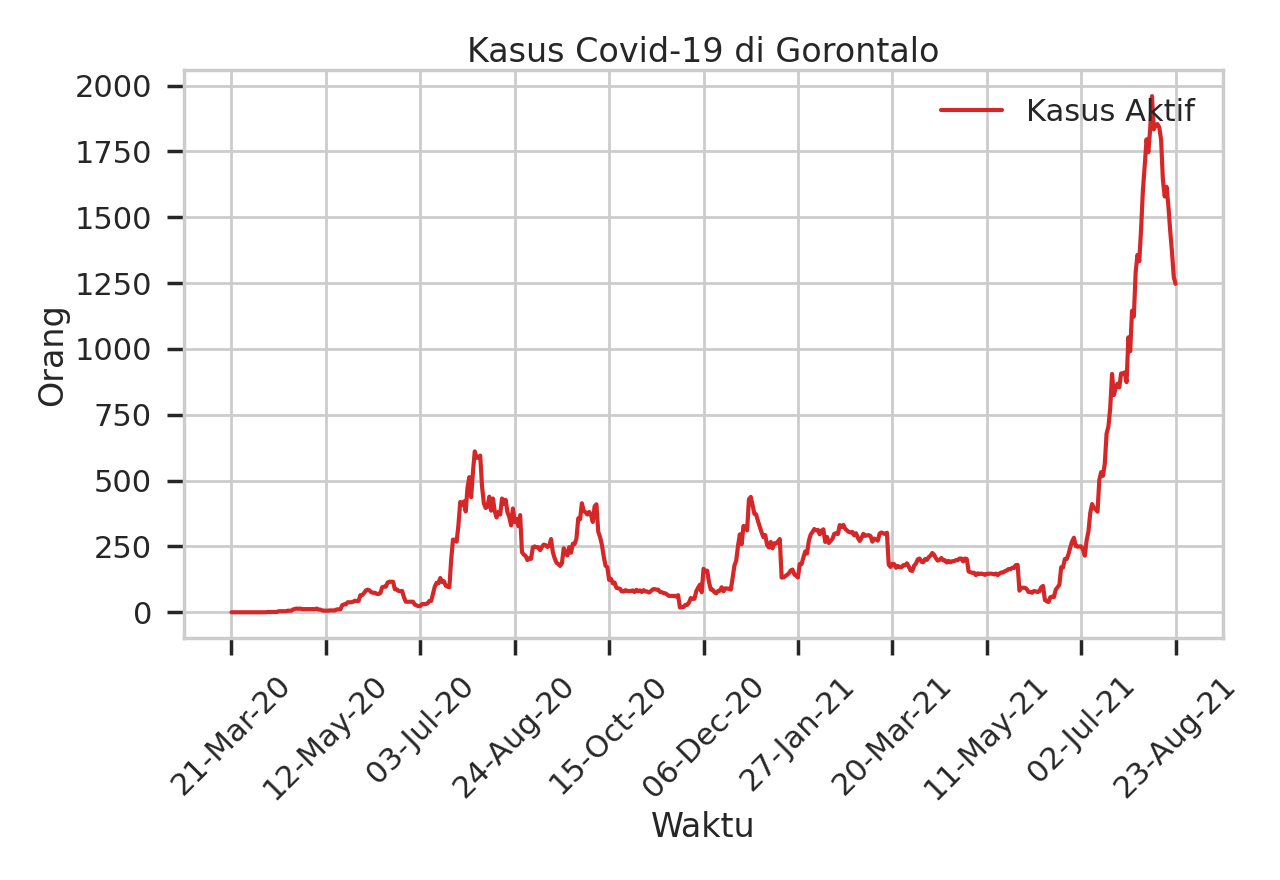 Kasus Covid-19 di Gorontalo
Kasus Aktif
Orang
2000
1750
1500
1250
1000
750
500
250
0
21-Mar-20
12-May-20
03-Jul-20
24-Aug-20
15-Oct-20
06-Dec-20
27-Jan-21
20-Mar-21
11-May-21
02-Jul-21
23-Aug-21
Waktu